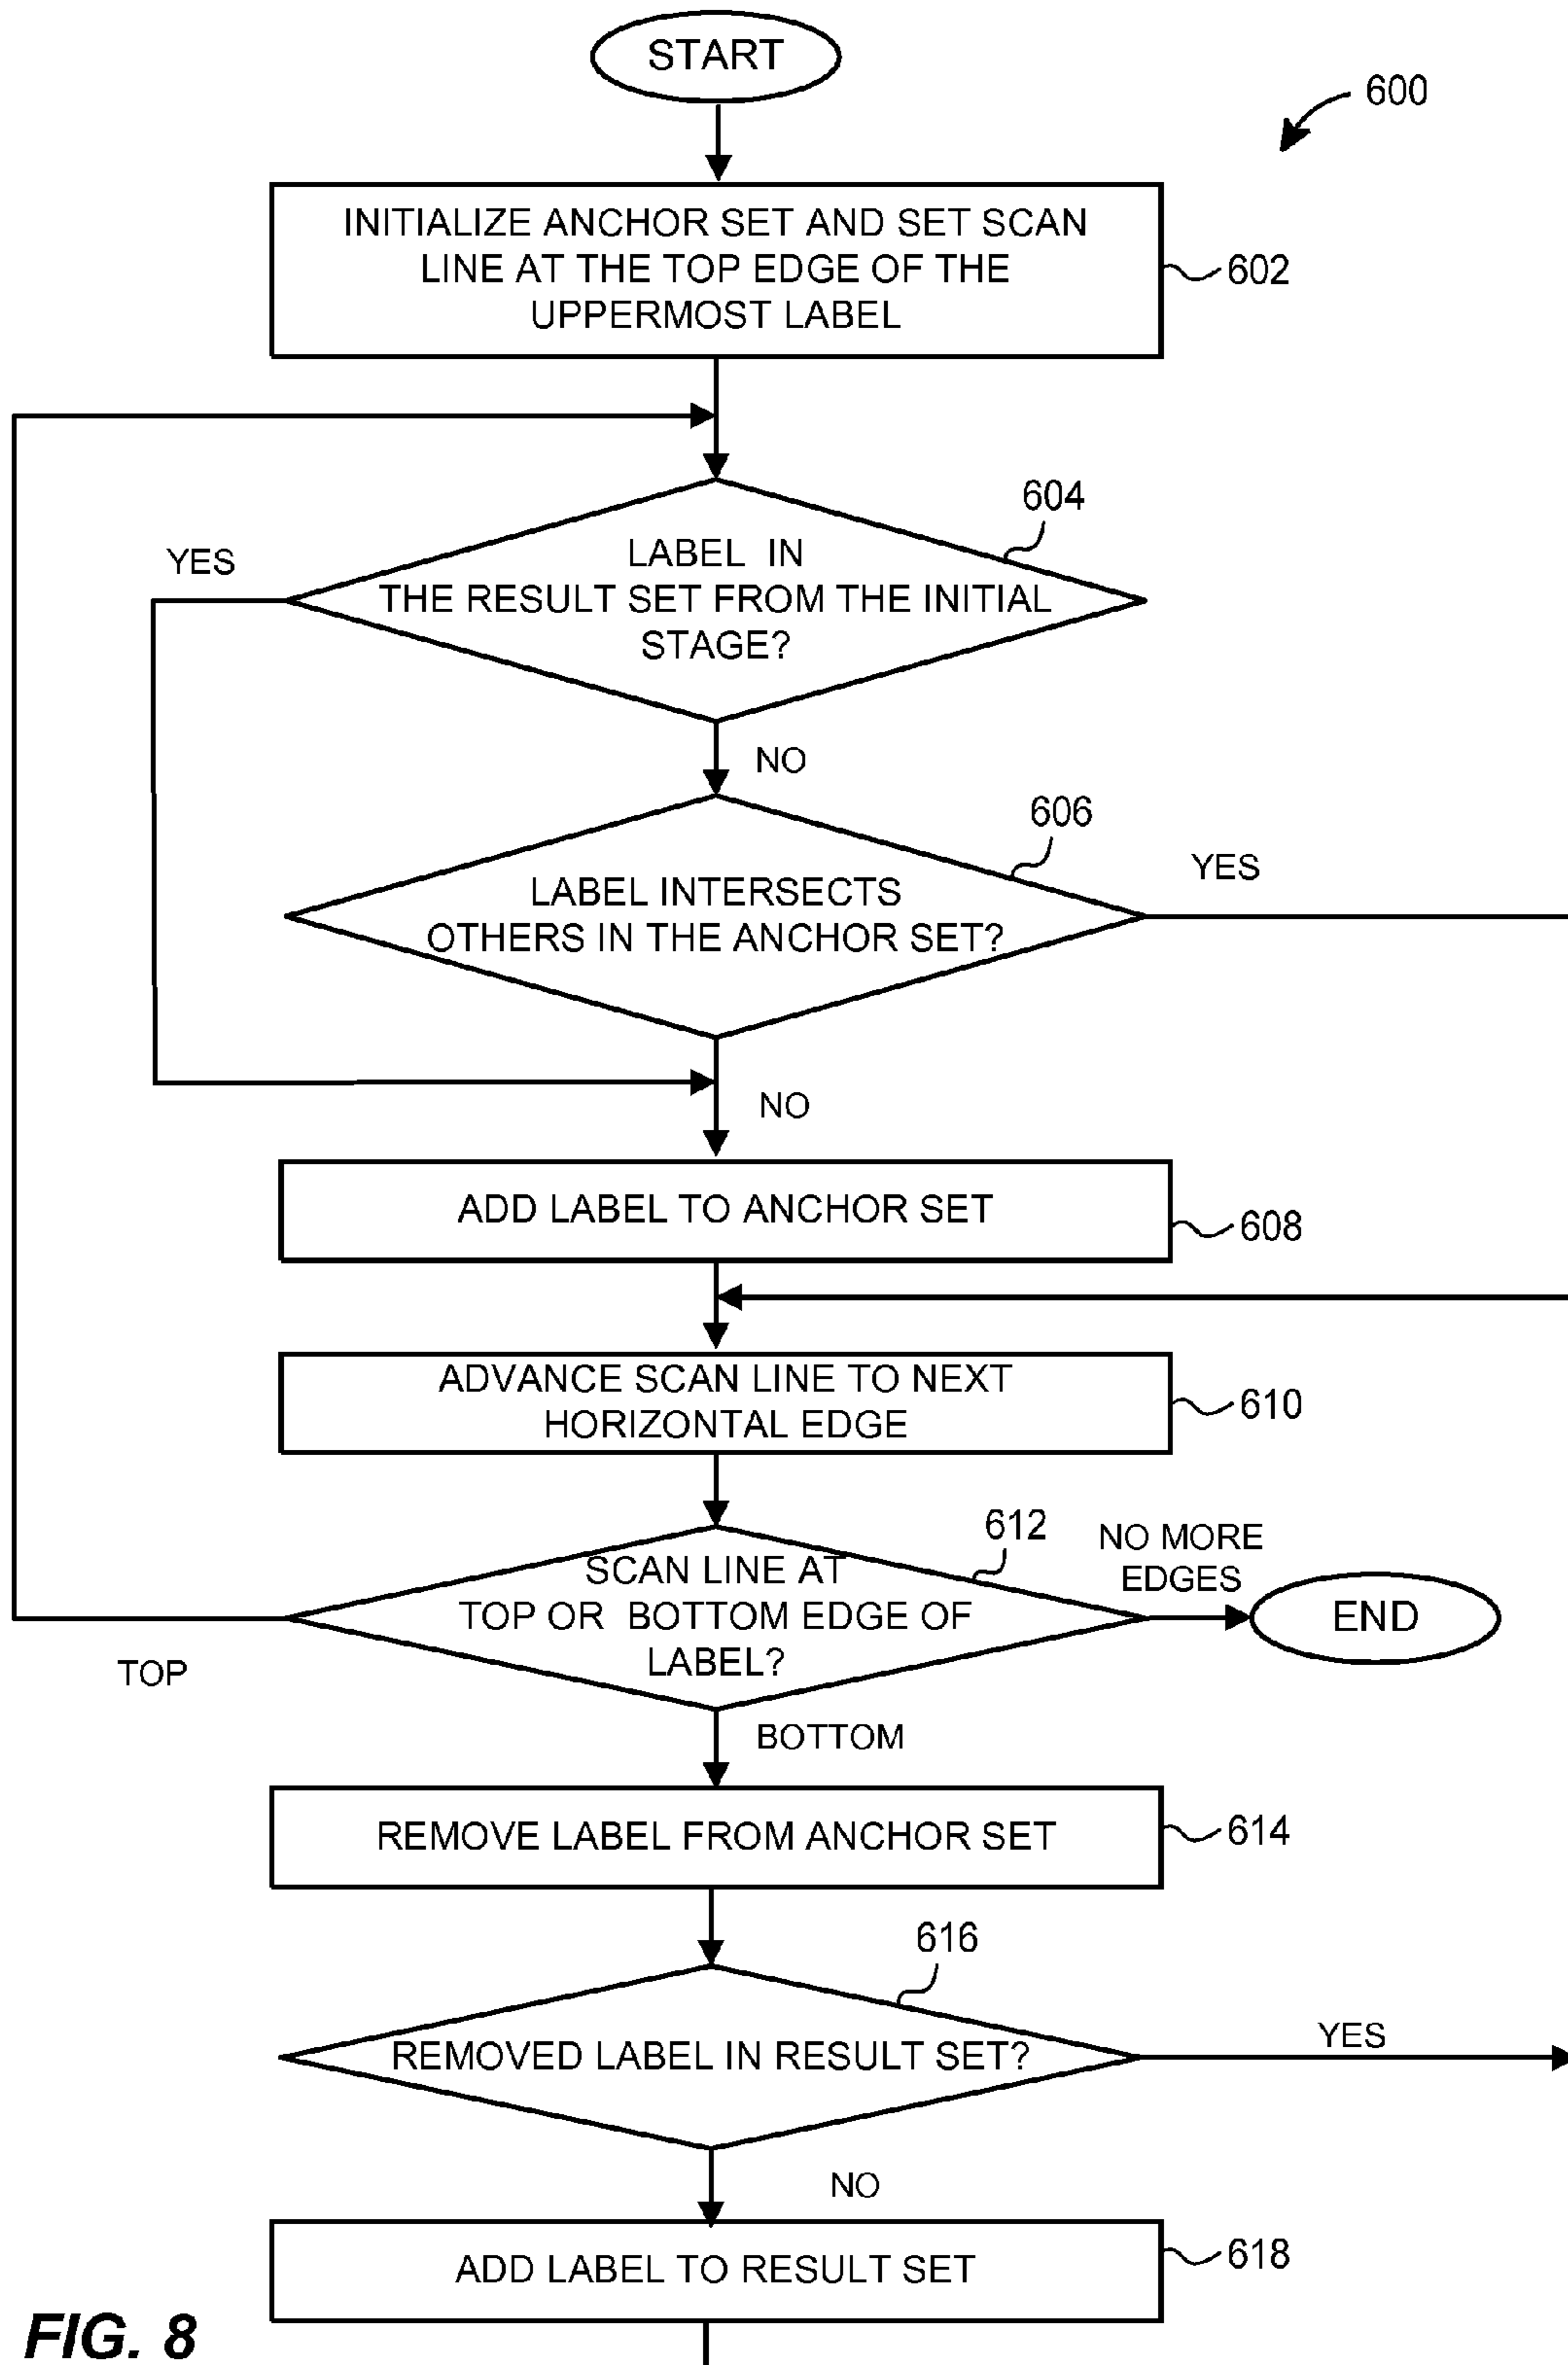 START
600
INITIALIZE ANCHOR SET AND SET SCAN
LINE AT THE TOP EDGE OF THE
UPPERMOST LABEL
602
604
YES
LABEL IN
THE RESULT SET FROM THE INITIAL
STAGE?
NO
606
YES
LABEL INTERSECTS
OTHERS IN THE ANCHOR SET?
NO
ADD LABEL TO ANCHOR SET
608
ADVANCE SCAN LINE TO NEXT
HORIZONTAL EDGE
610
612
NO MORE
EDGES
SCAN LINE AT
TOP OR BOTTOM EDGE OF
LABEL?
END
TOP
BOTTOM
REMOVE LABEL FROM ANCHOR SET
614
616
REMOVED LABEL IN RESULT SET?
YES
NO
ADD LABEL TO RESULT SET
618
FIG. 8